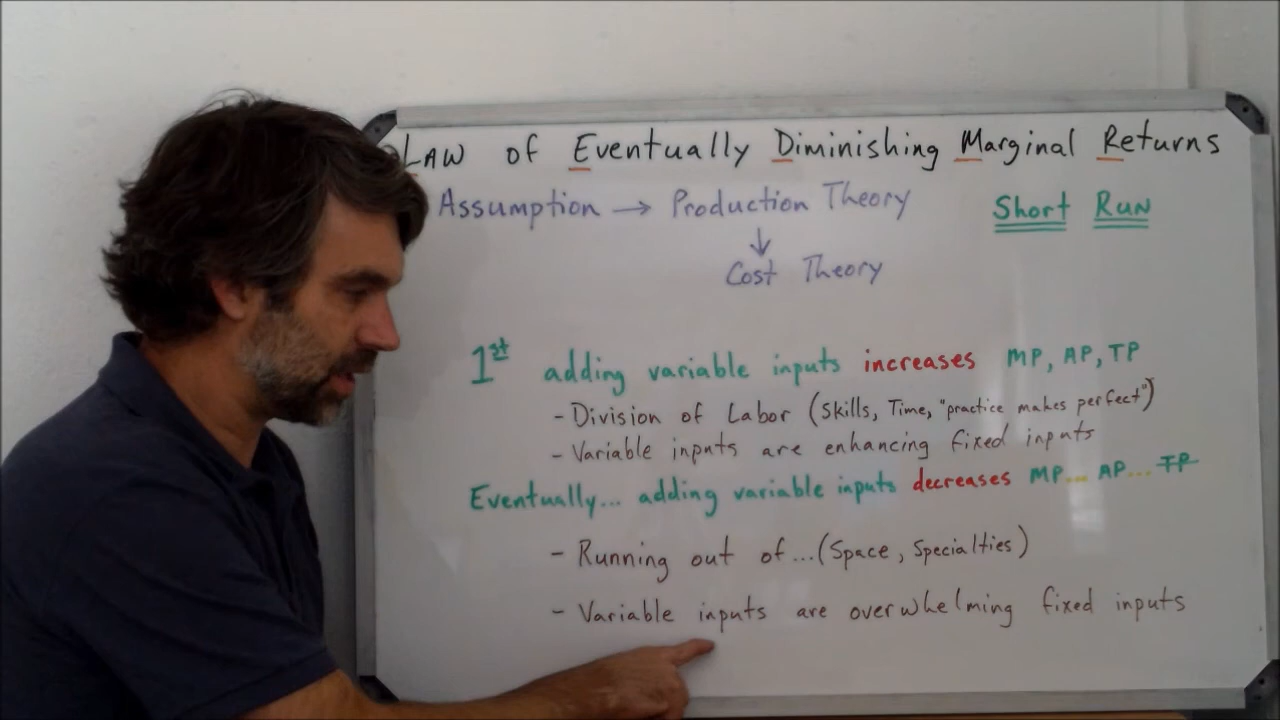 Law of Eventually Diminishing Marginal Returns
Assumption → Production Theory Short Run
↓
Cost Theory
1st adding variable inputs increases MP, AP, TP
- Division of Labor (Skills, Time, "practice makes perfect")
- Variable inputs are enhancing fixed inputs
Eventually... adding variable inputs decreases MP... AP... TP
- Running out of...(Space, Specialties)
- Variable inputs are overwhelming fixed inputs